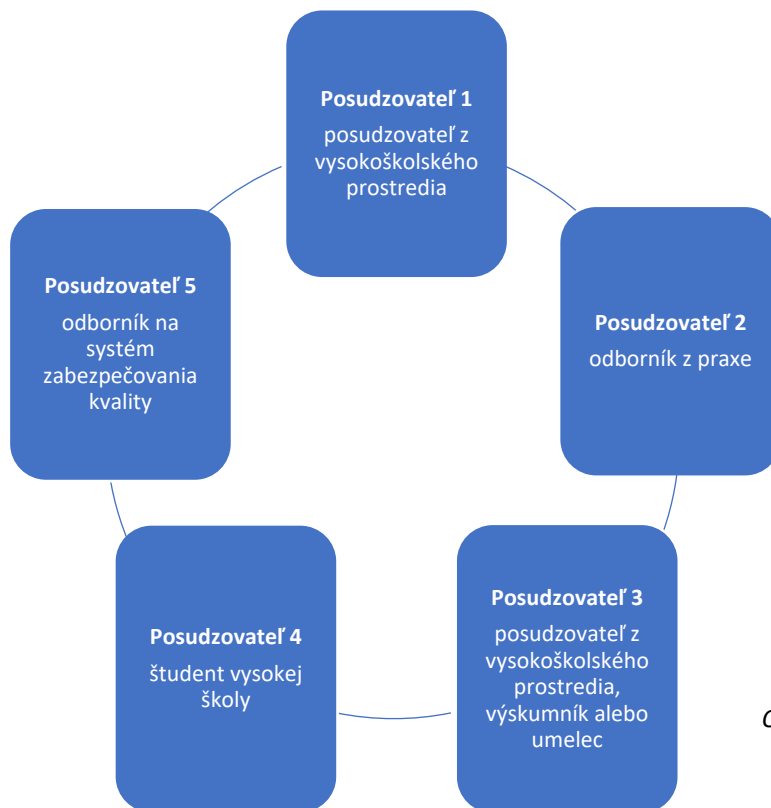 Posudzovateľ 1
posudzovateľ z
vysokoškolského
prostredia
Posudzovateľ 2
odborník z praxe
Posudzovateľ 3
posudzovateľ z
vysokoškolského
prostredia,
výskumník alebo
umelec
Posudzovateľ 4
študent vysokej
školy
Posudzovateľ 5
odborník na
systém
zabezpečovania
kvality